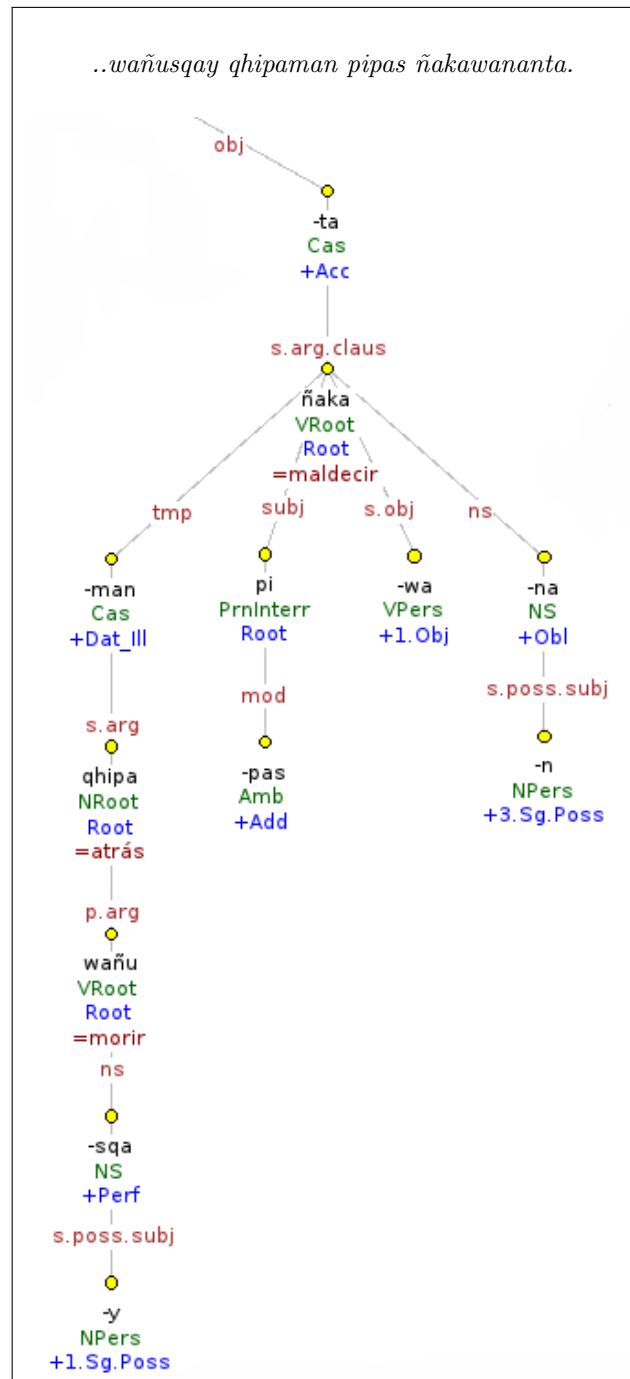 ..wañusqay qhipaman pipas ñakawananta.
obj
-ta
Cas
+Acc
s.arg.claus
ñaka
VRoot
Root
=maldecir
tmp subj s.obj ns
-man pi -wa -na
Cas PrnInterr VPers NS
+Dat_Ill Root +1.Obj +Obl
s.arg mod s.poss.subj
qhipa -pas -n
NRoot Amb NPers
Root +Add +3.Sg.Poss
=atrás
p.arg
wañu
VRoot
Root
=morir
ns
-sqa
NS
+Perf
s.poss.subj
-y
NPers
+1.Sg.Poss